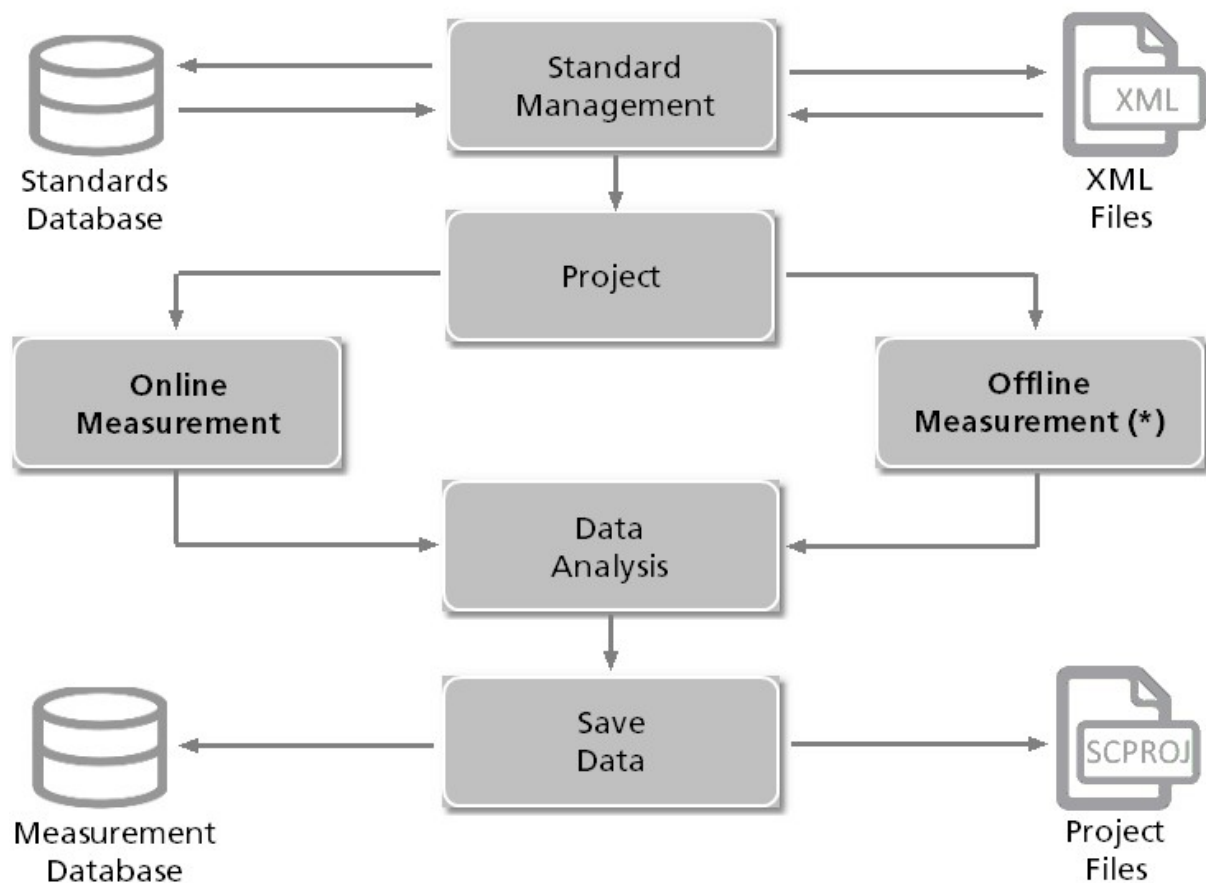 Standard
Management
XML
Standards
Database
XML
Files
Project
Online
Measurement
Offline
Measurement (*)
Data
Analysis
Save
Data
SCPROJ
Measurement
Database
Project
Files